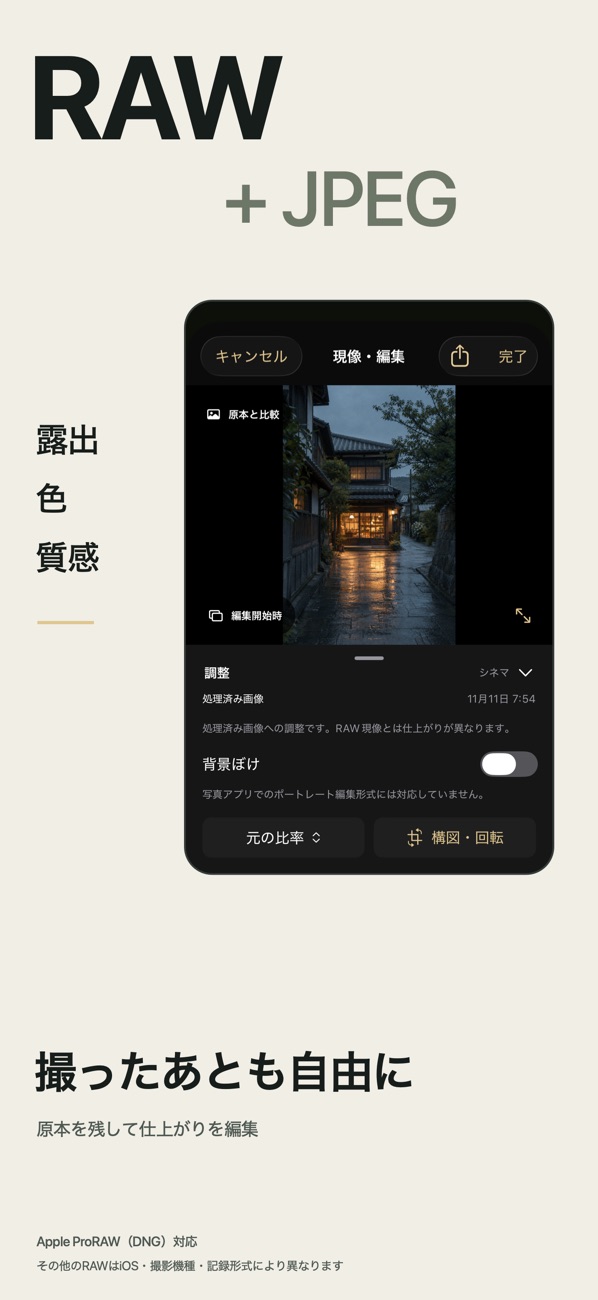 RAW
+ JPEG
キャンセル
現像・編集
完了
原本と比較
露出
色
質感
編集開始時
調整
シネマ
処理済み画像
11月11日 7:54
処理済み画像への調整です。RAW 現像とは仕上がりが異なります。
背景ぼけ
写真アプリでのポートレート編集形式には対応していません。
元の比率
構図・回転
撮ったあとも自由に
原本を残して仕上がりを編集
Apple ProRAW（DNG）対応
その他のRAWはiOS・撮影機種・記録形式により異なります